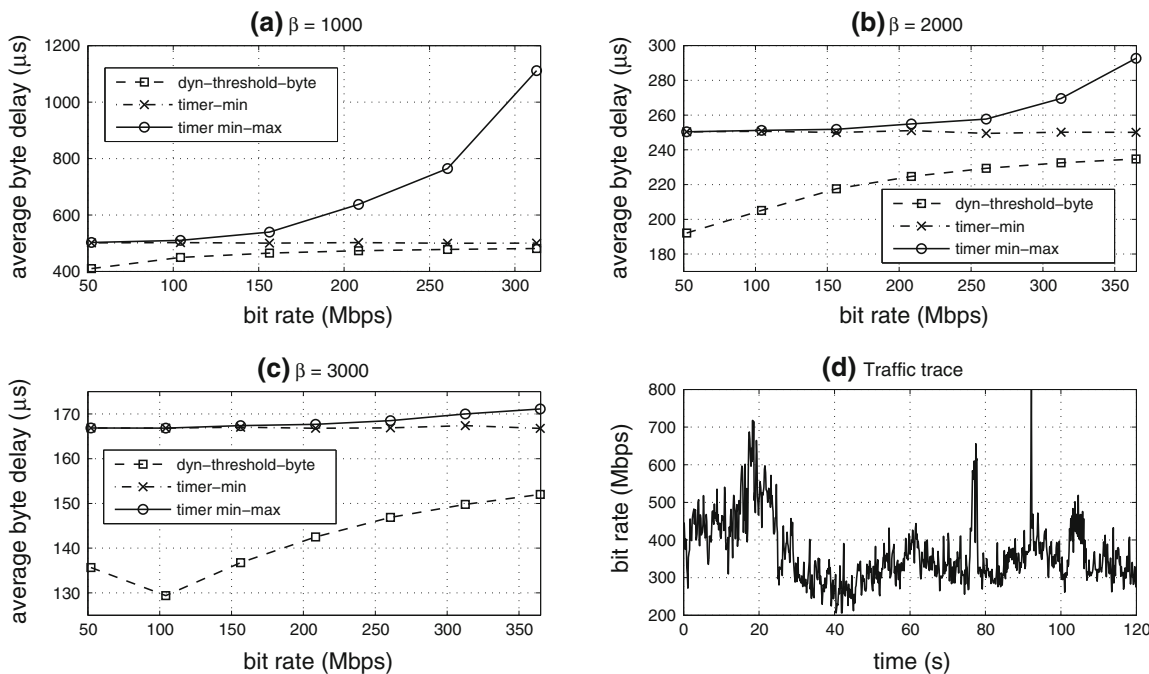 (a) β = 1000
average byte delay (μs)
1200
1000
800
600
400
dyn−threshold−byte
timer−min
timer min−max
50 100 150 200 250 300
bit rate (Mbps)
(b) β = 2000
average byte delay (μs)
300
280
260
240
220
200
180
dyn−threshold−byte
timer−min
timer min−max
50 100 150 200 250 300 350
bit rate (Mbps)
(c) β = 3000
average byte delay (μs)
170
160
150
140
130
dyn−threshold−byte
timer−min
timer min−max
50 100 150 200 250 300 350
bit rate (Mbps)
(d) Traffic trace
bit rate (Mbps)
800
700
600
500
400
300
200
0 20 40 60 80 100 120
time (s)